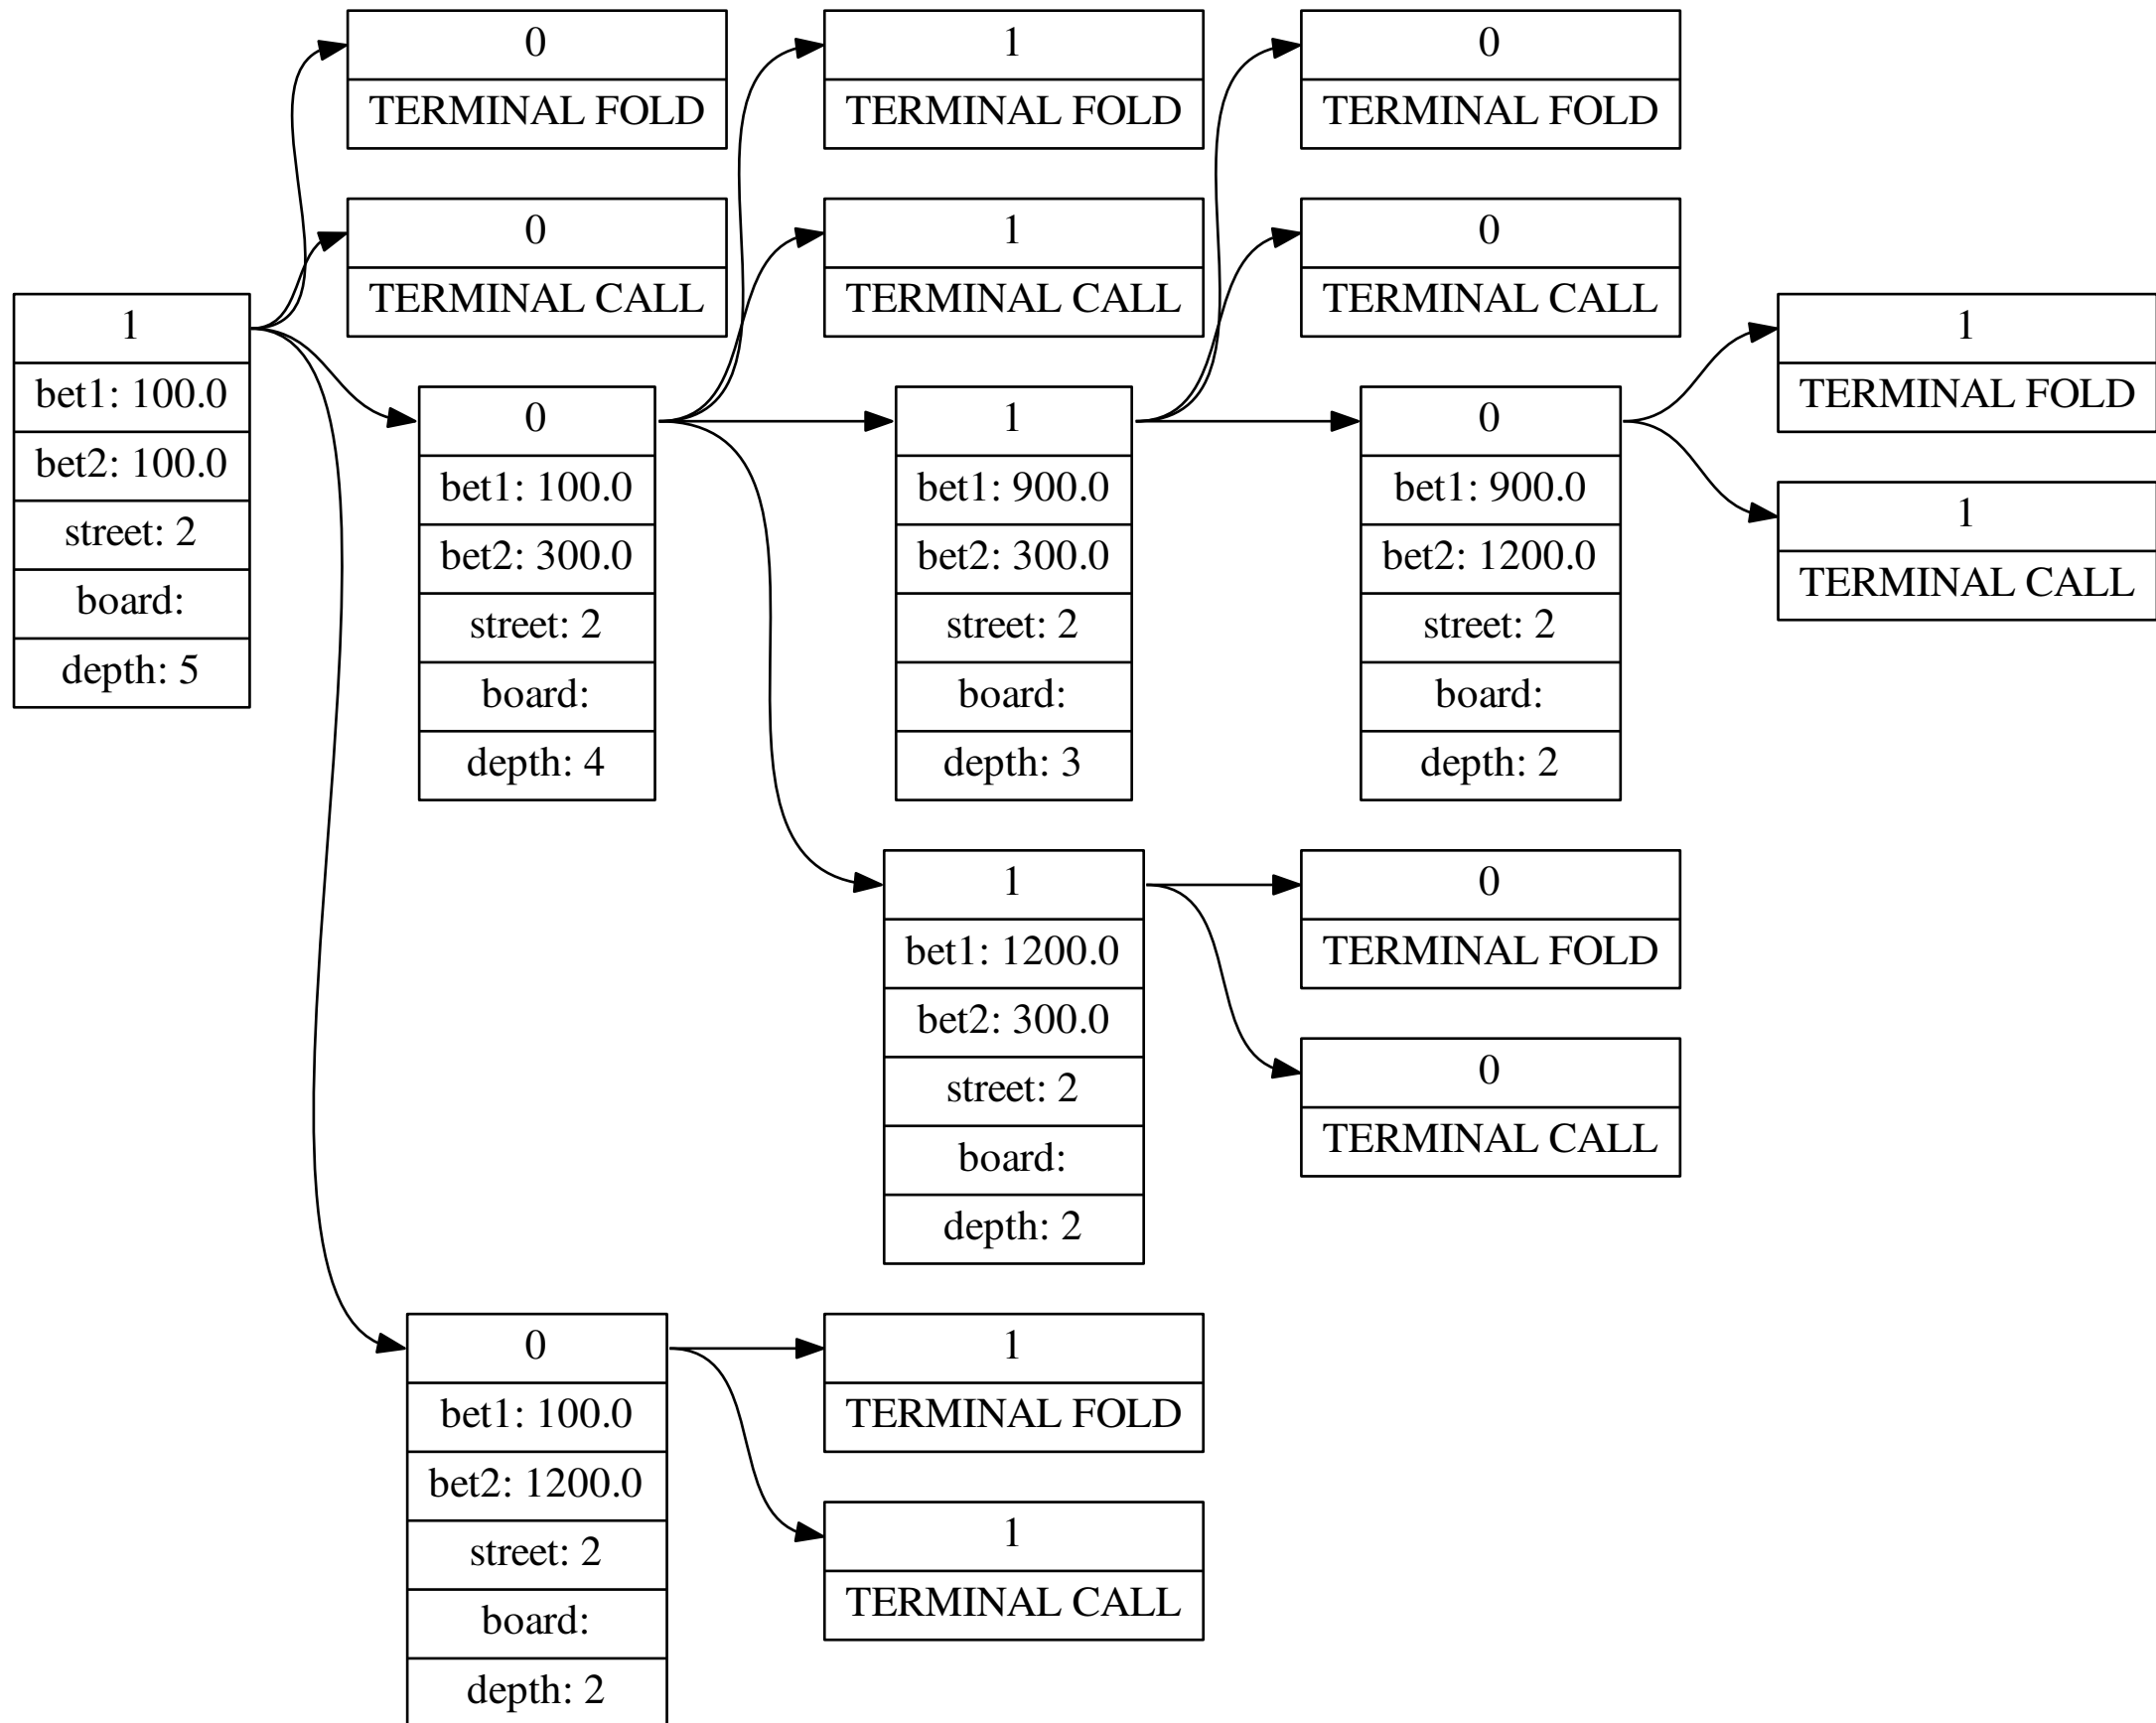 0
TERMINAL FOLD
0
TERMINAL CALL
1
bet1: 100.0
bet2: 100.0
street: 2
board:
depth: 5
0
bet1: 100.0
bet2: 300.0
street: 2
board:
depth: 4
0
bet1: 100.0
bet2: 1200.0
street: 2
board:
depth: 2
1
TERMINAL FOLD
1
TERMINAL CALL
1
bet1: 900.0
bet2: 300.0
street: 2
board:
depth: 3
1
bet1: 1200.0
bet2: 300.0
street: 2
board:
depth: 2
1
TERMINAL FOLD
1
TERMINAL CALL
0
TERMINAL FOLD
0
TERMINAL CALL
0
bet1: 900.0
bet2: 1200.0
street: 2
board:
depth: 2
0
TERMINAL FOLD
0
TERMINAL CALL
1
TERMINAL FOLD
1
TERMINAL CALL